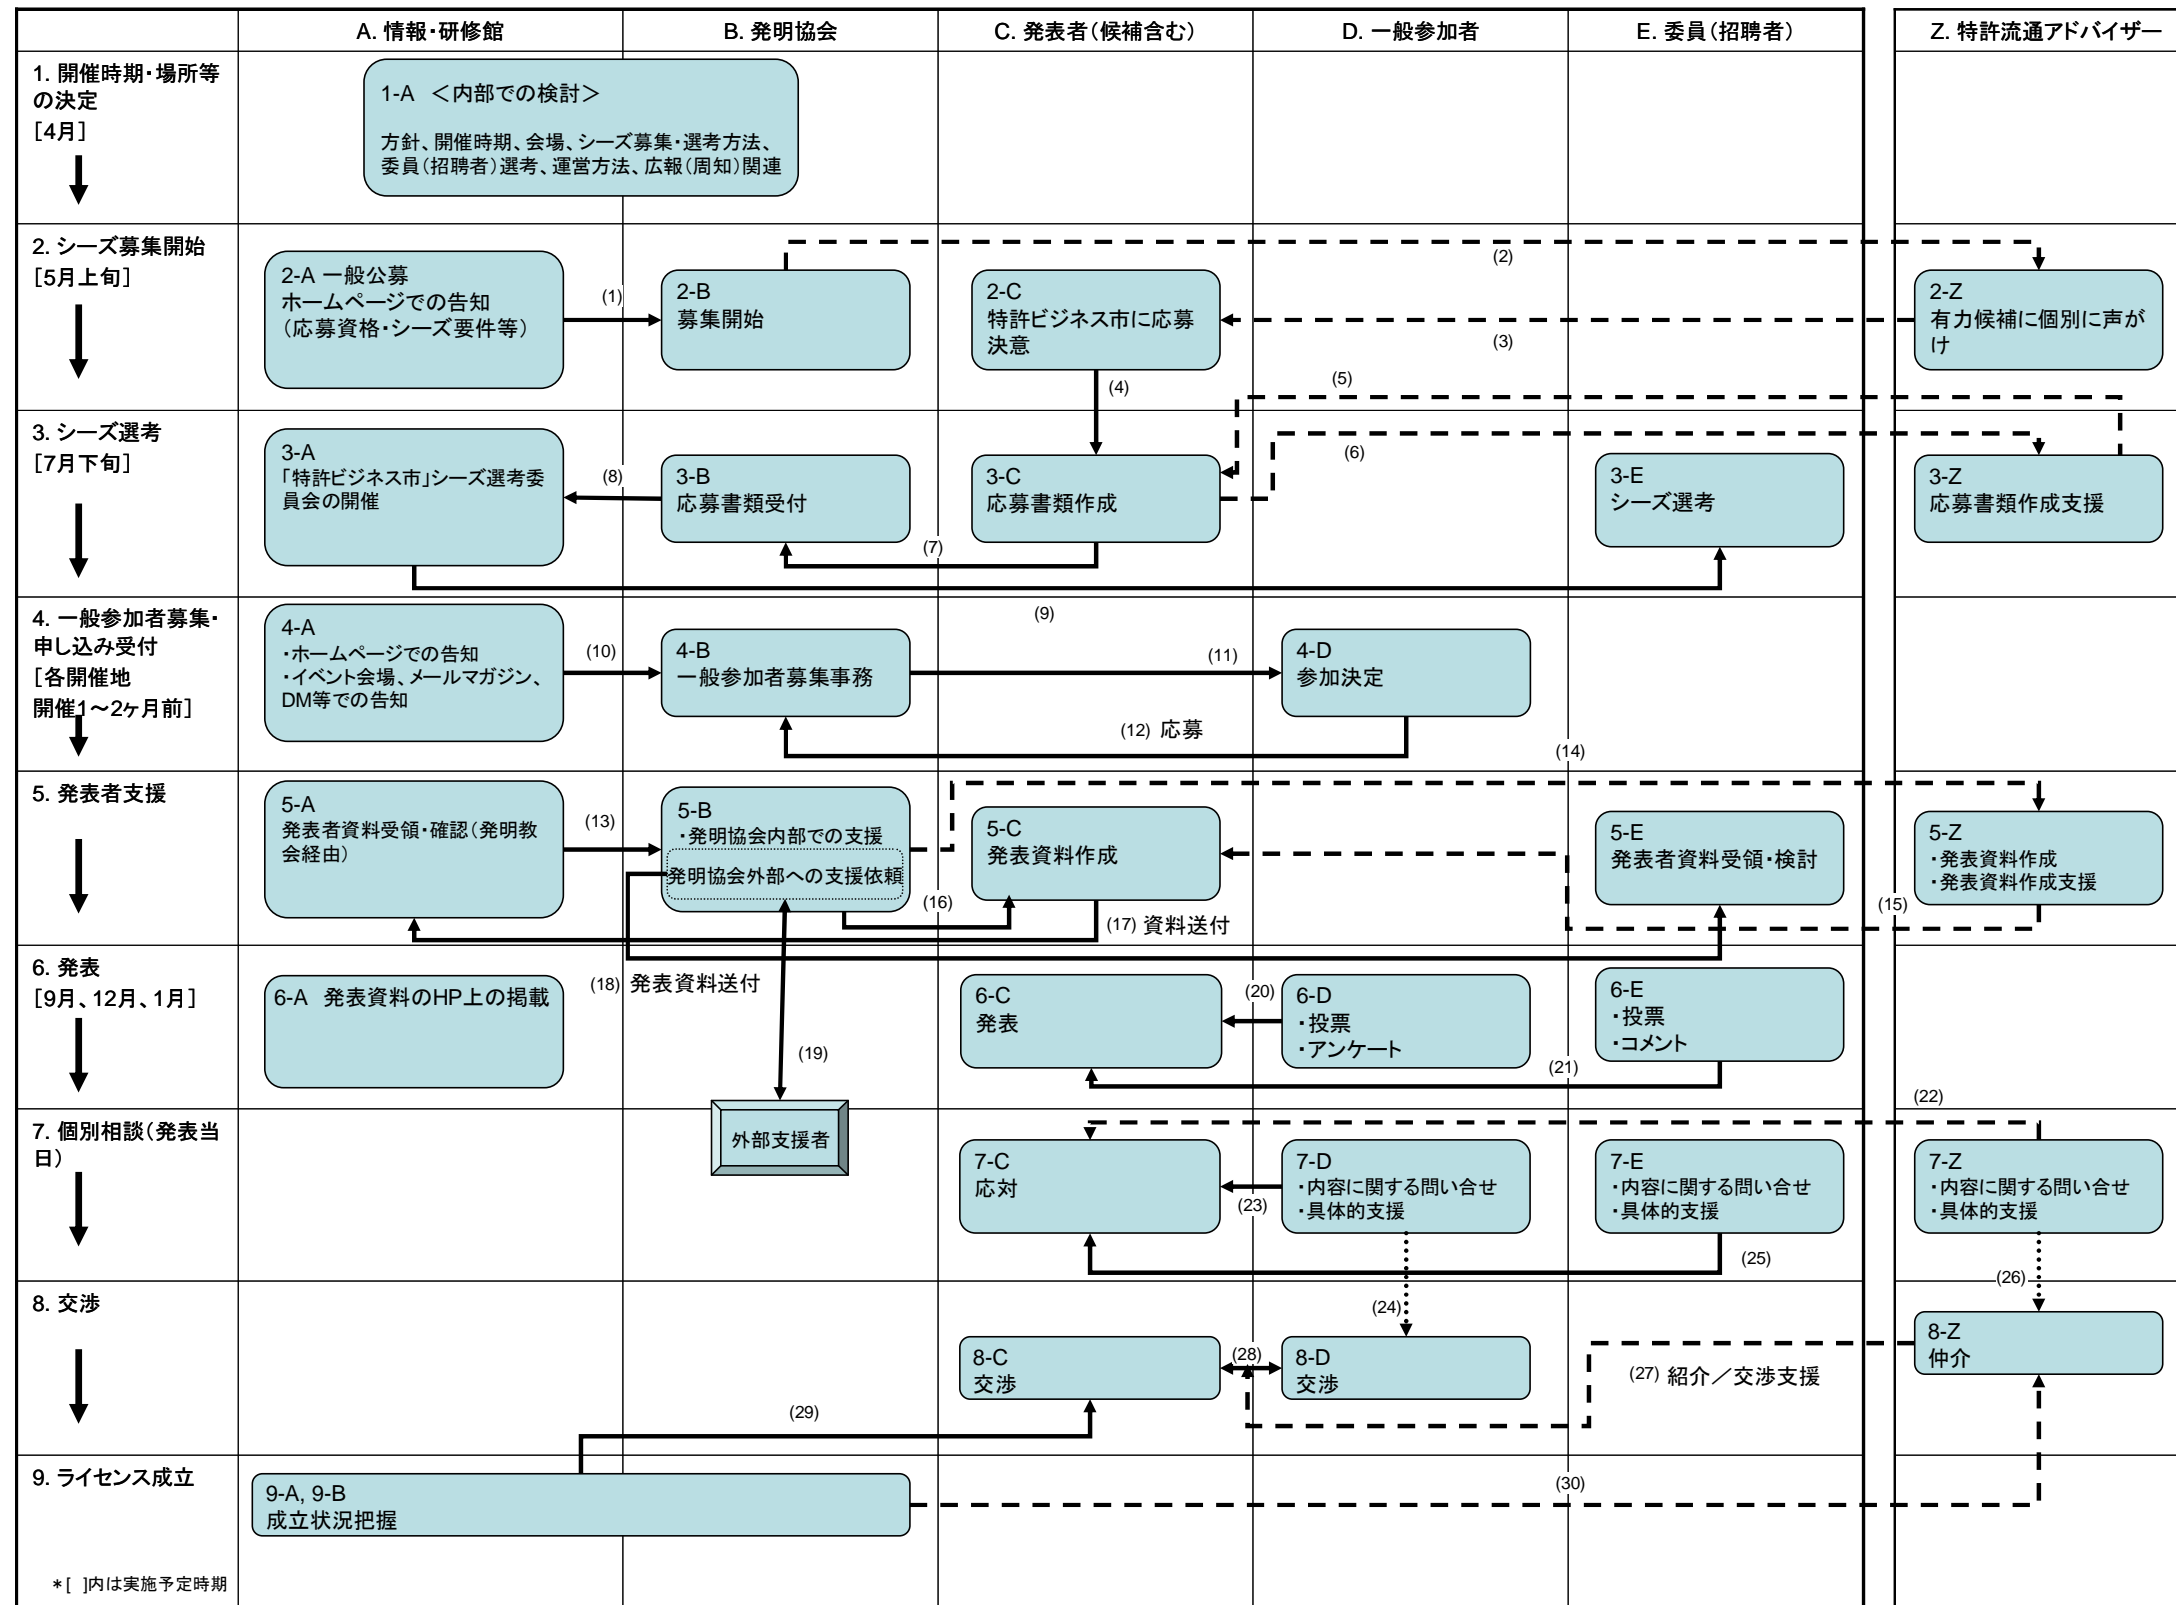 A. 情報・研修館
B. 発明協会
C. 発表者（候補含む）
D. 一般参加者
E. 委員（招聘者）
Z. 特許流通アドバイザー
1. 開催時期・場所等
の決定
［4月］
1-A ＜内部での検討＞
方針、開催時期、会場、シーズ募集・選考方法、
委員（招聘者）選考、運営方法、広報（周知）関連
2. シーズ募集開始
［5月上旬］
2-A 一般公募
ホームページでの告知
（応募資格・シーズ要件等）
(1)
2-B
募集開始
(2)
2-C
特許ビジネス市に応募
決意
(3)
2-Z
有力候補に個別に声が
け
(4)
(5)
3. シーズ選考
［7月下旬］
3-A
「特許ビジネス市」シーズ選考委
員会の開催
(8)
3-B
応募書類受付
(7)
3-C
応募書類作成
(6)
3-E
シーズ選考
3-Z
応募書類作成支援
(9)
4. 一般参加者募集・
申し込み受付
［各開催地
開催1～2ヶ月前］
4-A
・ホームページでの告知
・イベント会場、メールマガジン、
DM等での告知
(10)
4-B
一般参加者募集事務
(11)
4-D
参加決定
(12) 応募
(14)
5. 発表者支援
5-A
発表者資料受領・確認（発明教
会経由）
(13)
5-B
・発明協会内部での支援
発明協会外部への支援依頼
(16)
5-C
発表資料作成
(17) 資料送付
5-E
発表者資料受領・検討
(15)
5-Z
・発表資料作成
・発表資料作成支援
6. 発表
［9月、12月、1月］
6-A 発表資料のHP上の掲載
(18) 発表資料送付
(19)
6-C
発表
(20)
6-D
・投票
・アンケート
(21)
6-E
・投票
・コメント
(22)
7. 個別相談（発表当
日）
外部支援者
7-C
応対
(23)
7-D
・内容に関する問い合せ
・具体的支援
7-E
・内容に関する問い合せ
・具体的支援
(25)
7-Z
・内容に関する問い合せ
・具体的支援
(26)
8. 交渉
(24)
8-C
交渉
(28)
8-D
交渉
(27) 紹介／交渉支援
8-Z
仲介
(29)
9. ライセンス成立
9-A, 9-B
成立状況把握
(30)
＊[ ]内は実施予定時期